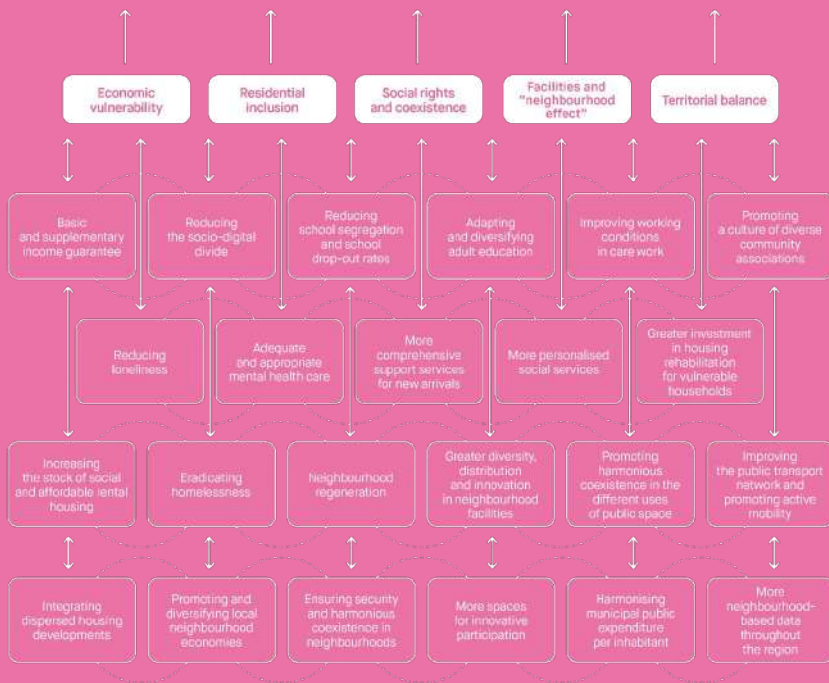 Economic
vulnerability
Residential
inclusion
Social rights
and coexistence
Facilities and
"neighbourhood
effect"
Territorial balance
Basic
and supplementary
income guarantee
Reducing
the socio-digital
divide
Reducing
school segregation
and school
drop-out rates
Adapting
and diversifying
adult education
Improving working
conditions
in care work
Promoting
a culture of diverse
community
associations
Reducing
loneliness
Adequate
and appropriate
mental health care
More
comprehensive
support services
for new arrivals
More personalised
social services
Greater investment
in housing
rehabilitation
for vulnerable
households
Increasing
the stock of social
and affordable lental
housing
Eradicating
homelessness
Neighbourhood
regeneration
Greater diversity,
distribution
and innovation
in neighbourhood
facilities
Promoting
harmonious
coexistence in the
different uses
of public space
Improving
the public transport
network and
promoting active
mobility
Integrating
dispersed housing
developments
Promoting and
diversifying local
neighbourhood
economies
Ensuring security
and harmonious
coexistence in
neighbourhoods
More spaces
for innovative
participation
Harmonising
municipal public
expenditure
per inhabitant
More
neighbourhood-
based data
throughout
the region